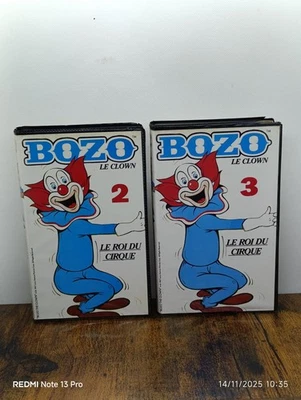 BOZO
LE CLOWN
2
LE ROI DU
CIRQUE
BOZO
LE CLOWN
3
LE ROI DU
CIRQUE
REDMI Note 13 Pro
14/11/2025 10:35